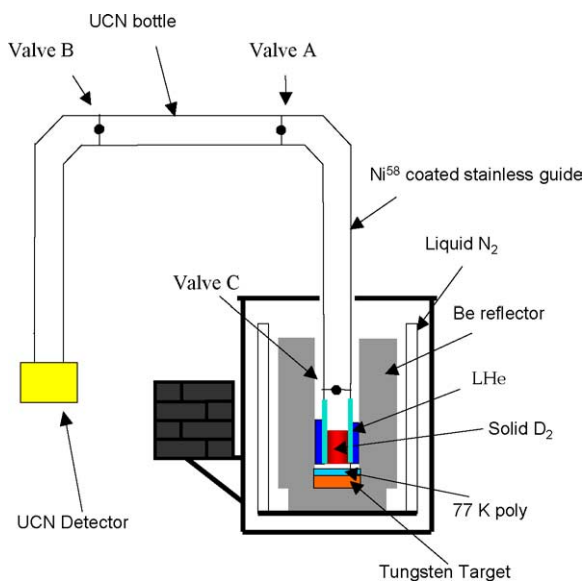 UCN bottle
Valve B
Valve A
Ni⁵⁸ coated stainless guide
Liquid N₂
Valve C
Be reflector
LHe
Solid D₂
77 K poly
UCN Detector
Tungsten Target